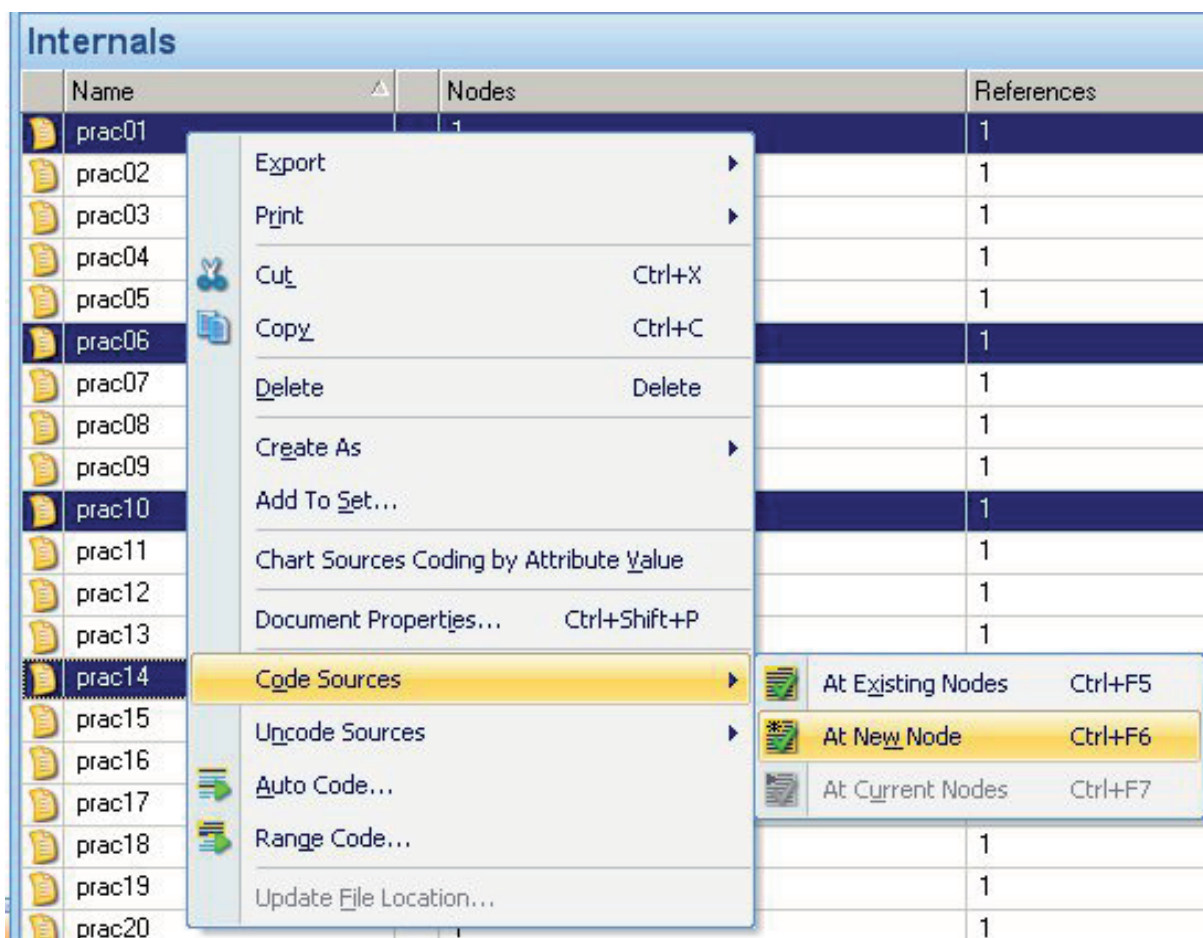 Internals
Name Nodes References
prac01 1 1
prac02 1
prac03 1
prac04 1
prac05 1
prac06 1
prac07 1
prac08 1
prac09 1
prac10 1
prac11 1
prac12 1
prac13 1
prac14
prac15
prac16
prac17
prac18 1
prac19 1
prac20 1
Export
Print
Cut Ctrl+X
Copy Ctrl+C
Delete Delete
Create As
Add To Set...
Chart Sources Coding by Attribute Value
Document Properties... Ctrl+Shift+P
Code Sources
Uncode Sources
Auto Code...
Range Code...
Update File Location...
At Existing Nodes Ctrl+F5
At New Node Ctrl+F6
At Current Nodes Ctrl+F7